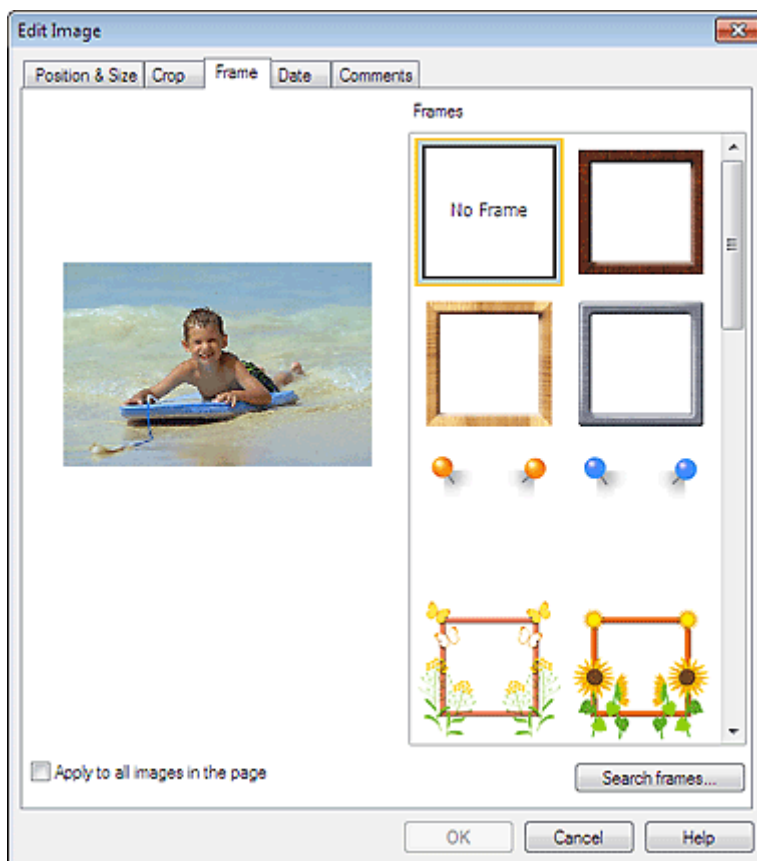 Edit Image
Position & Size Crop Frame Date Comments
Frames
No Frame
Apply to all images in the page
Search frames...
OK Cancel Help